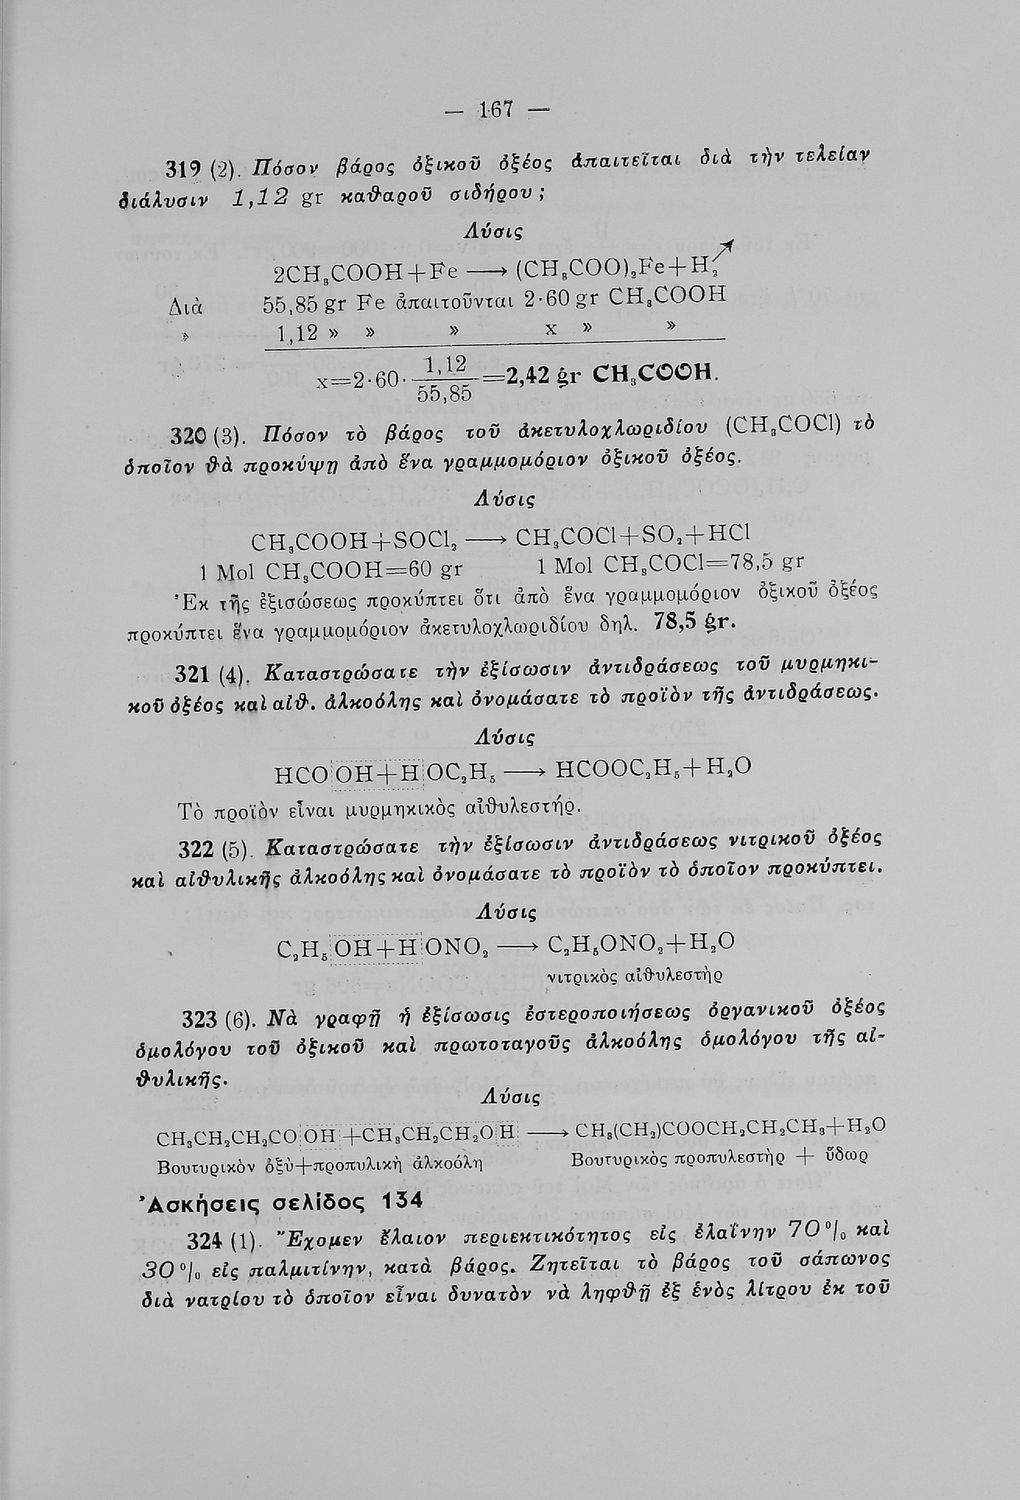 — 167 —
319 (2). Πόσον βάρος ὀξικοῦ ὀξέος ἀπαιτεῖται διὰ τὴν τελείαν
διάλυσιν 1,12 gr καθαροῦ σιδήρου;
Λύσις
2CH₃COOH+Fe ⟶ (CH₃COO)₂Fe+H₂↗
Διὰ 55,85 gr Fe ἀπαιτοῦνται 2·60 gr CH₃COOH
» 1,12 » » » x » »
x=2·60· 1,12/55,85 =2,42 gr CH₃COOH.
320 (3). Πόσον τὸ βάρος τοῦ ἀκετυλοχλωριδίου (CH₃COCl) τὸ
ὁποῖον θὰ προκύψῃ ἀπὸ ἕνα γραμμομόριον ὀξικοῦ ὀξέος.
Λύσις
CH₃COOH+SOCl₂ ⟶ CH₃COCl+SO₂+HCl
1 Mol CH₃COOH=60 gr 1 Mol CH₃COCl=78,5 gr
Ἐκ τῆς ἐξισώσεως προκύπτει ὅτι ἀπὸ ἕνα γραμμομόριον ὀξικοῦ ὀξέος
προκύπτει ἕνα γραμμομόριον ἀκετυλοχλωριδίου δηλ. 78,5 gr.
321 (4). Καταστρώσατε τὴν ἐξίσωσιν ἀντιδράσεως τοῦ μυρμηκι-
κοῦ ὀξέος καὶ αἰθ. ἀλκοόλης καὶ ὀνομάσατε τὸ προϊὸν τῆς ἀντιδράσεως.
Λύσις
HCO OH+H OC₂H₅ ⟶ HCOOC₂H₅+H₂O
Τὸ προϊὸν εἶναι μυρμηκικὸς αἰθυλεστήρ.
322 (5). Καταστρώσατε τὴν ἐξίσωσιν ἀντιδράσεως νιτρικοῦ ὀξέος
καὶ αἰθυλικῆς ἀλκοόλης καὶ ὀνομάσατε τὸ προϊὸν τὸ ὁποῖον προκύπτει.
Λύσις
C₂H₅ OH+H ONO₂ ⟶ C₂H₅ONO₂+H₂O
νιτρικὸς αἰθυλεστὴρ
323 (6). Νὰ γραφῇ ἡ ἐξίσωσις ἐστεροποιήσεως ὀργανικοῦ ὀξέος
ὁμολόγου τοῦ ὀξικοῦ καὶ πρωτοταγοῦς ἀλκοόλης ὁμολόγου τῆς αἰ-
θυλικῆς.
Λύσις
CH₃CH₂CH₂CO OH+CH₃CH₂CH₂O H ⟶ CH₃(CH₂)COOCH₂CH₂CH₃+H₂O
Βουτυρικὸν ὀξὺ+προπυλικὴ ἀλκοόλη Βουτυρικὸς προπυλεστὴρ + ὕδωρ
Ἀσκήσεις σελίδος 134
324 (1). Ἔχομεν ἔλαιον περιεκτικότητος εἰς ἐλαΐνην 70% καὶ
30% εἰς παλμιτίνην, κατὰ βάρος. Ζητεῖται τὸ βάρος τοῦ σάπωνος
διὰ νατρίου τὸ ὁποῖον εἶναι δυνατὸν νὰ ληφθῇ ἐξ ἑνὸς λίτρου ἐκ τοῦ